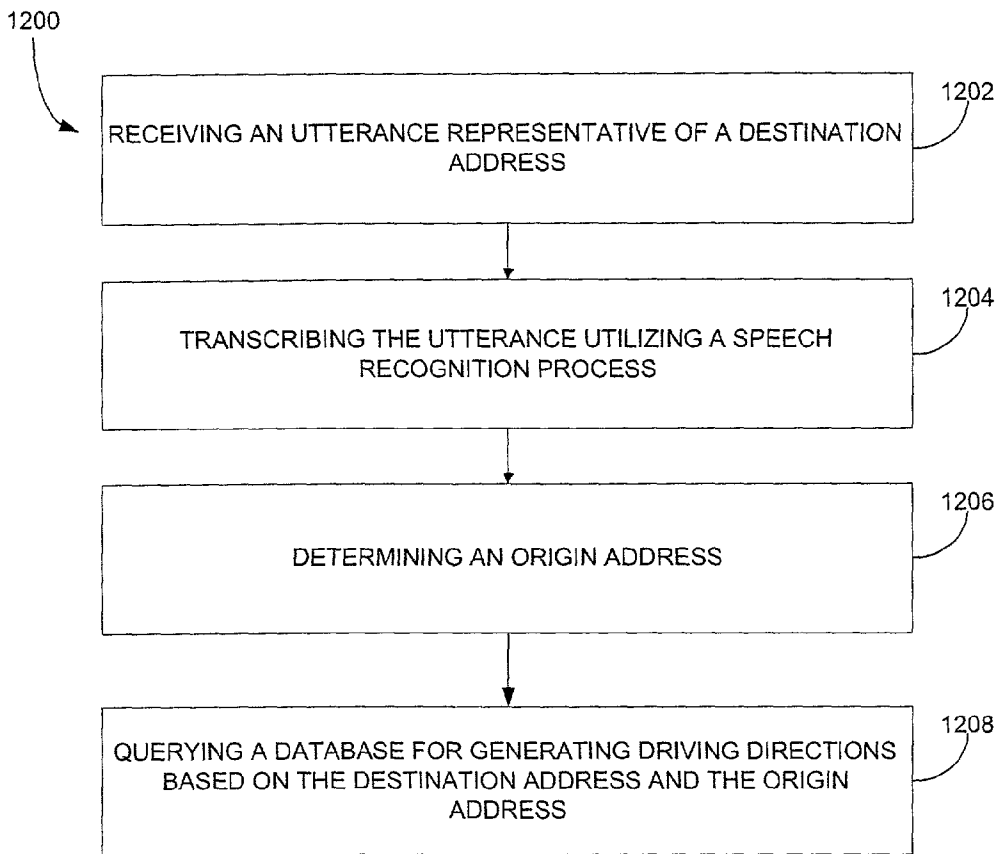 1200
1202
RECEIVING AN UTTERANCE REPRESENTATIVE OF A DESTINATION
ADDRESS
1204
TRANSCRIBING THE UTTERANCE UTILIZING A SPEECH
RECOGNITION PROCESS
1206
DETERMINING AN ORIGIN ADDRESS
1208
QUERYING A DATABASE FOR GENERATING DRIVING DIRECTIONS
BASED ON THE DESTINATION ADDRESS AND THE ORIGIN
ADDRESS